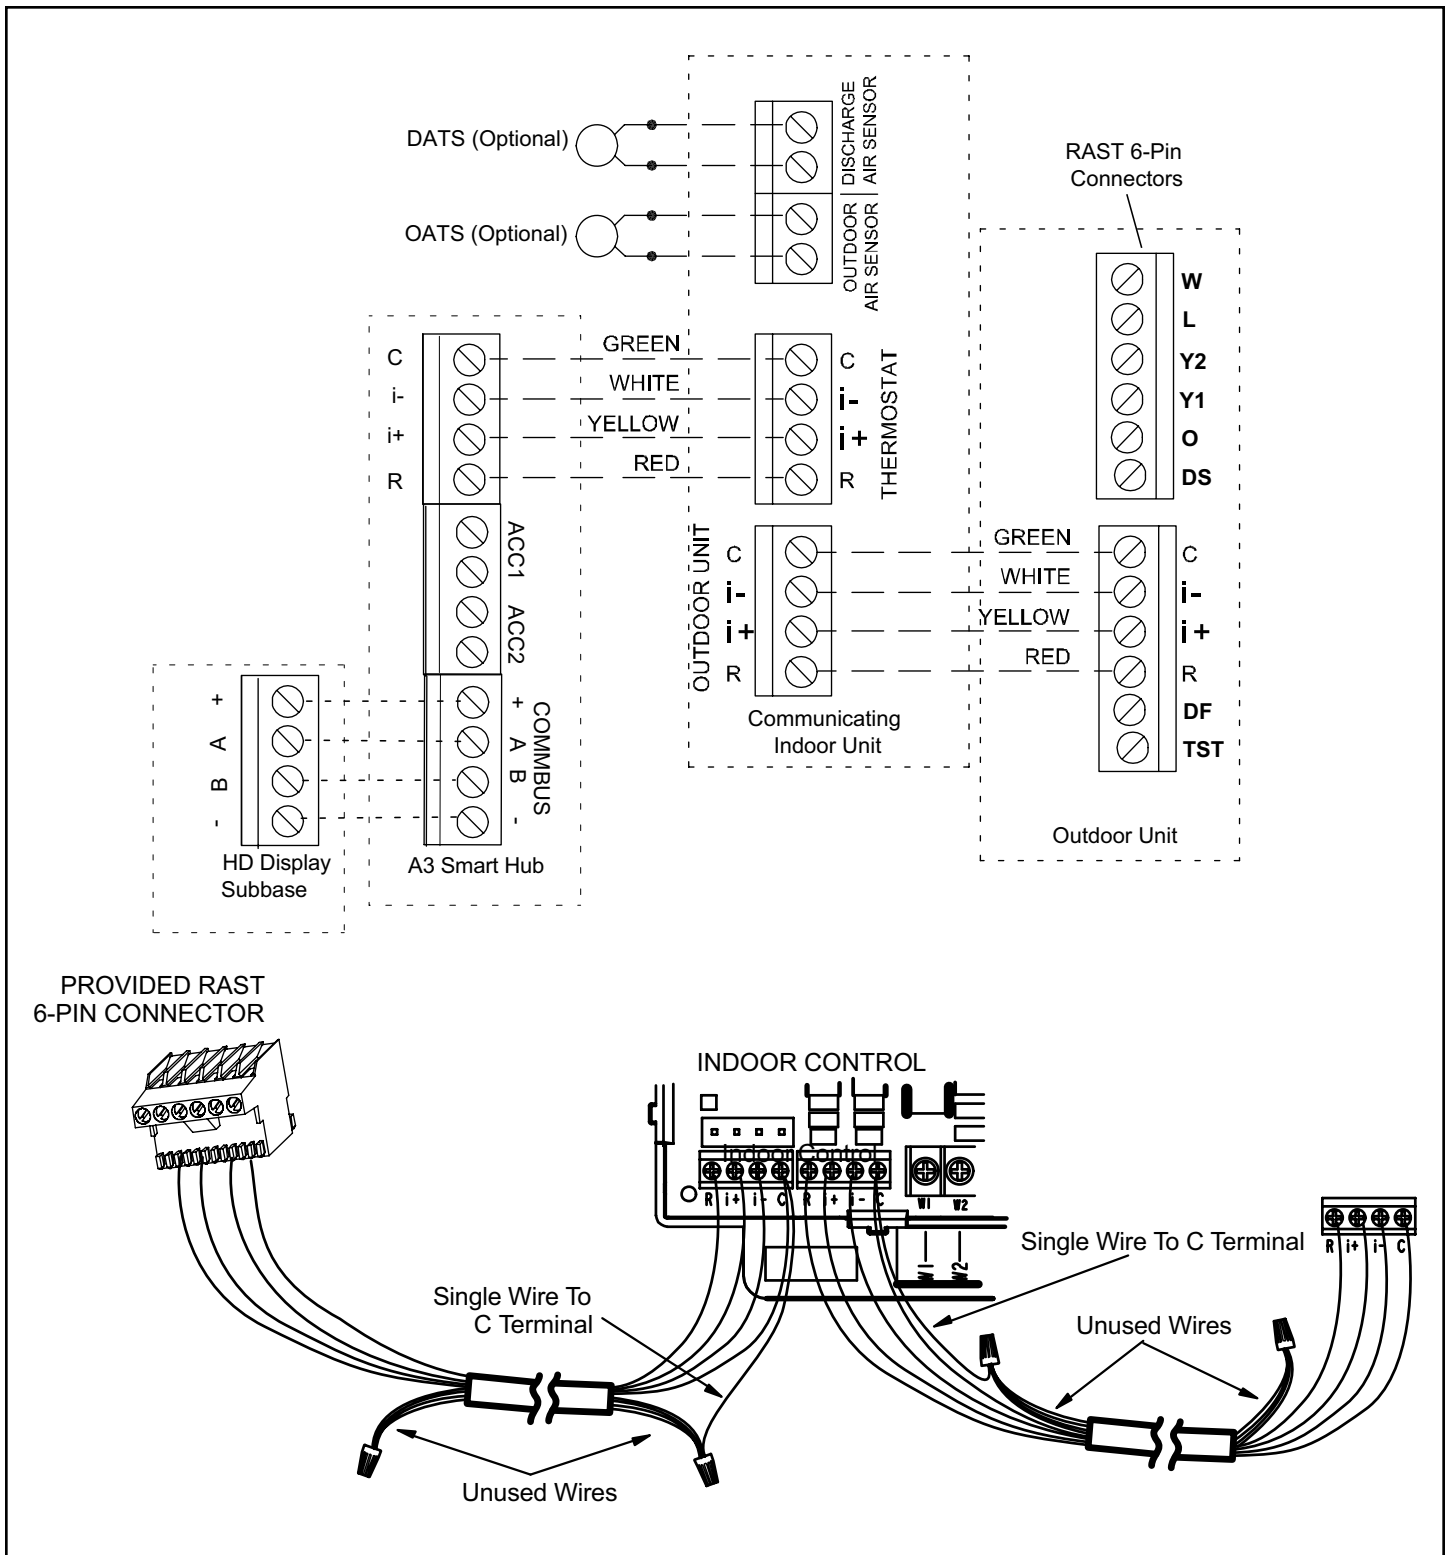 DATS (Optional)
OATS (Optional)
DISCHARGE
AIR SENSOR
OUTDOOR
AIR SENSOR
RAST 6-Pin
Connectors
W
L
Y2
Y1
O
DS
C
i-
i+
R
GREEN
WHITE
YELLOW
RED
C
i-
i+
R
THERMOSTAT
ACC1
ACC2
OUTDOOR UNIT
C
i-
i+
R
GREEN
WHITE
YELLOW
RED
C
i-
i+
R
DF
TST
Communicating
Indoor Unit
Outdoor Unit
+
A
B
-
+
A
B
-
COMMBUS
HD Display
Subbase
A3 Smart Hub
PROVIDED RAST
6-PIN CONNECTOR
INDOOR CONTROL
Indoor Control
R i+ i- C R i+ i- C
W1 W2
W1
W2
R i+ i- C
Single Wire To C Terminal
Single Wire To
C Terminal
Unused Wires
Unused Wires